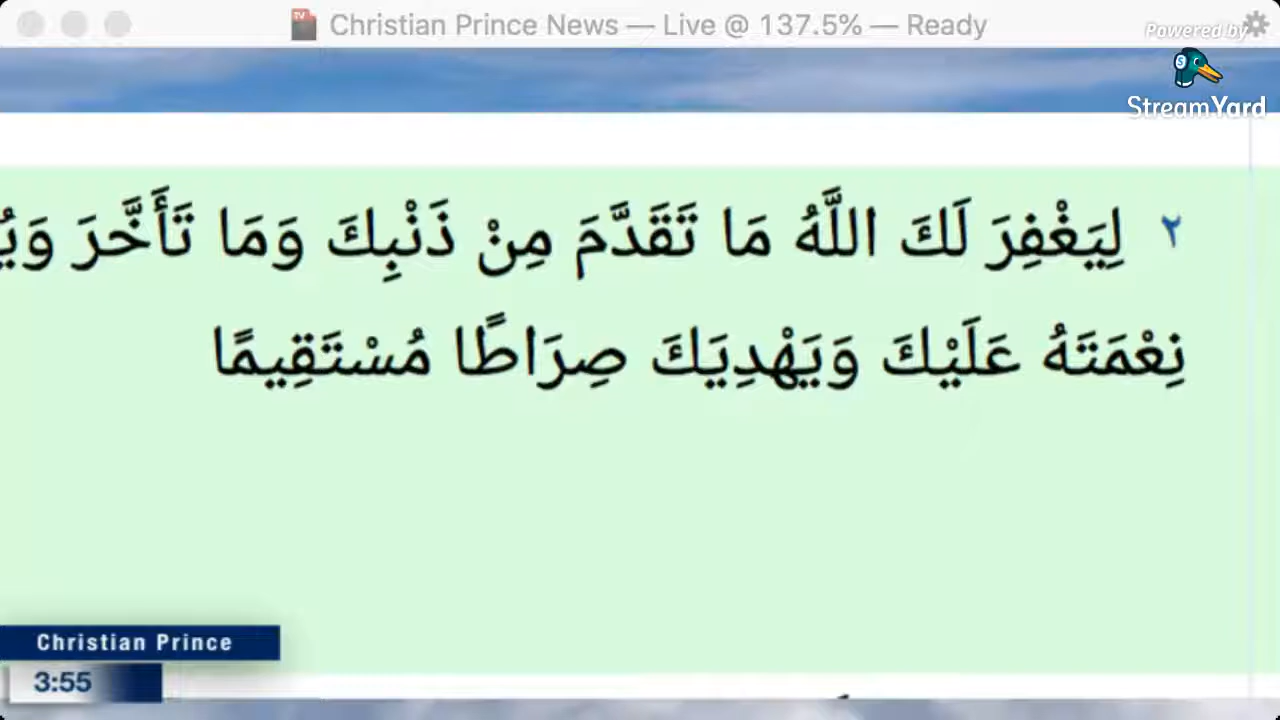 Christian Prince News — Live @ 137.5% — Ready
Powered by
StreamYard
٢ لِيَغْفِرَ لَكَ اللَّهُ مَا تَقَدَّمَ مِنْ ذَنْبِكَ وَمَا تَأَخَّرَ
نِعْمَتَهُ عَلَيْكَ وَيَهْدِيَكَ صِرَاطًا مُسْتَقِيمًا
Christian Prince
3:55